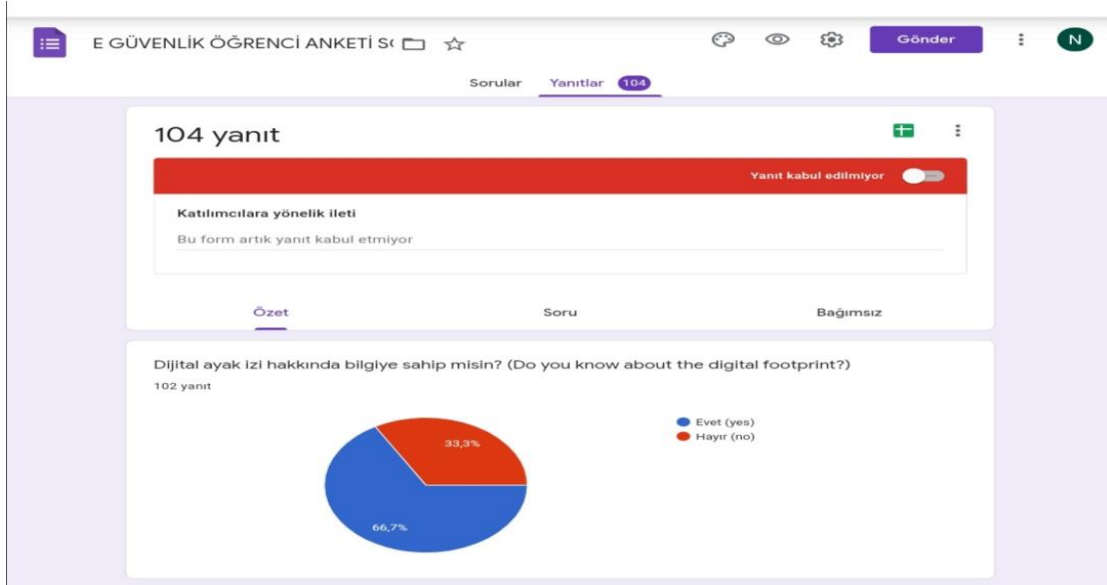 E GÜVENLİK ÖĞRENCİ ANKETİ S
Gönder
N
Sorular Yanıtlar 104
104 yanıt
Yanıt kabul edilmiyor
Katılımcılara yönelik ileti
Bu form artık yanıt kabul etmiyor
Özet Soru Bağımsız
Dijital ayak izi hakkında bilgiye sahip misin? (Do you know about the digital footprint?)
102 yanıt
Evet (yes)
Hayır (no)
33,3%
66,7%